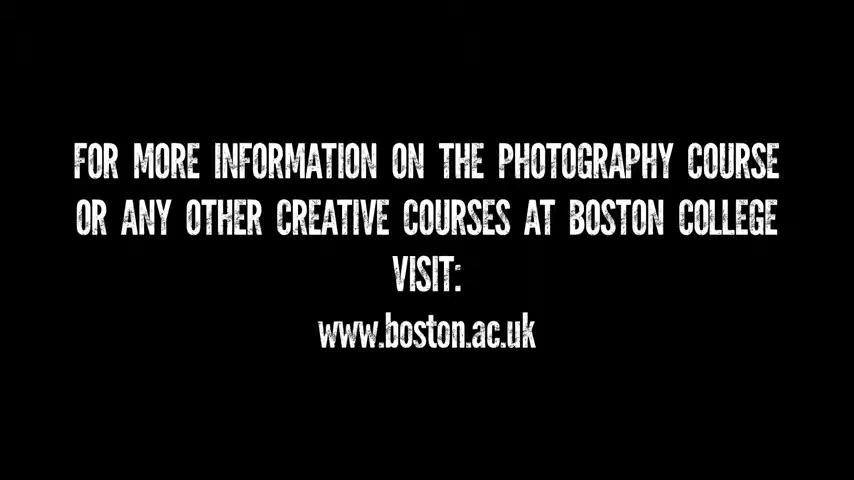 FOR MORE INFORMATION ON THE PHOTOGRAPHY COURSE
OR ANY OTHER CREATIVE COURSES AT BOSTON COLLEGE
VISIT:
www.boston.ac.uk